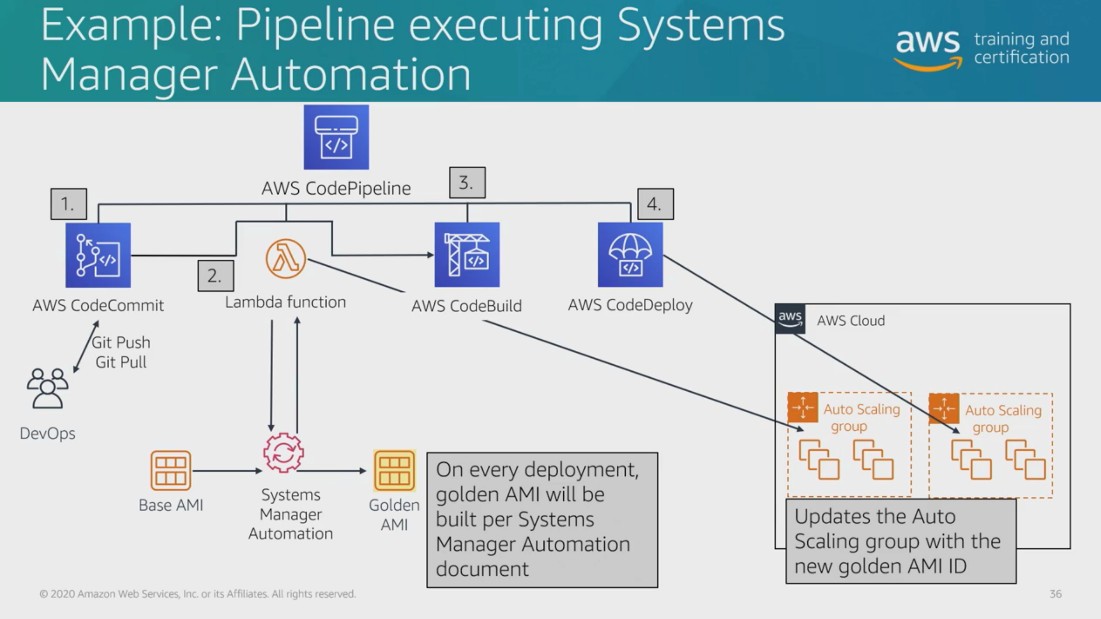 Example: Pipeline executing Systems
Manager Automation
aws
training and
certification
AWS CodePipeline
1.
2.
3.
4.
AWS CodeCommit
Lambda function
AWS CodeBuild
AWS CodeDeploy
Git Push
Git Pull
DevOps
aws
AWS Cloud
Auto Scaling
group
Auto Scaling
group
Base AMI
Systems
Manager
Automation
Golden
AMI
On every deployment,
golden AMI will be
built per Systems
Manager Automation
document
Updates the Auto
Scaling group with the
new golden AMI ID
© 2020 Amazon Web Services, Inc. or its Affiliates. All rights reserved.
36